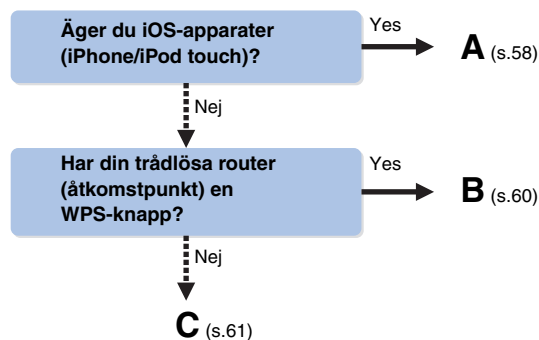 Äger du iOS-apparater
(iPhone/iPod touch)?
Yes
A (s.58)
Nej
Har din trådlösa router
(åtkomstpunkt) en
WPS-knapp?
Yes
B (s.60)
Nej
C (s.61)